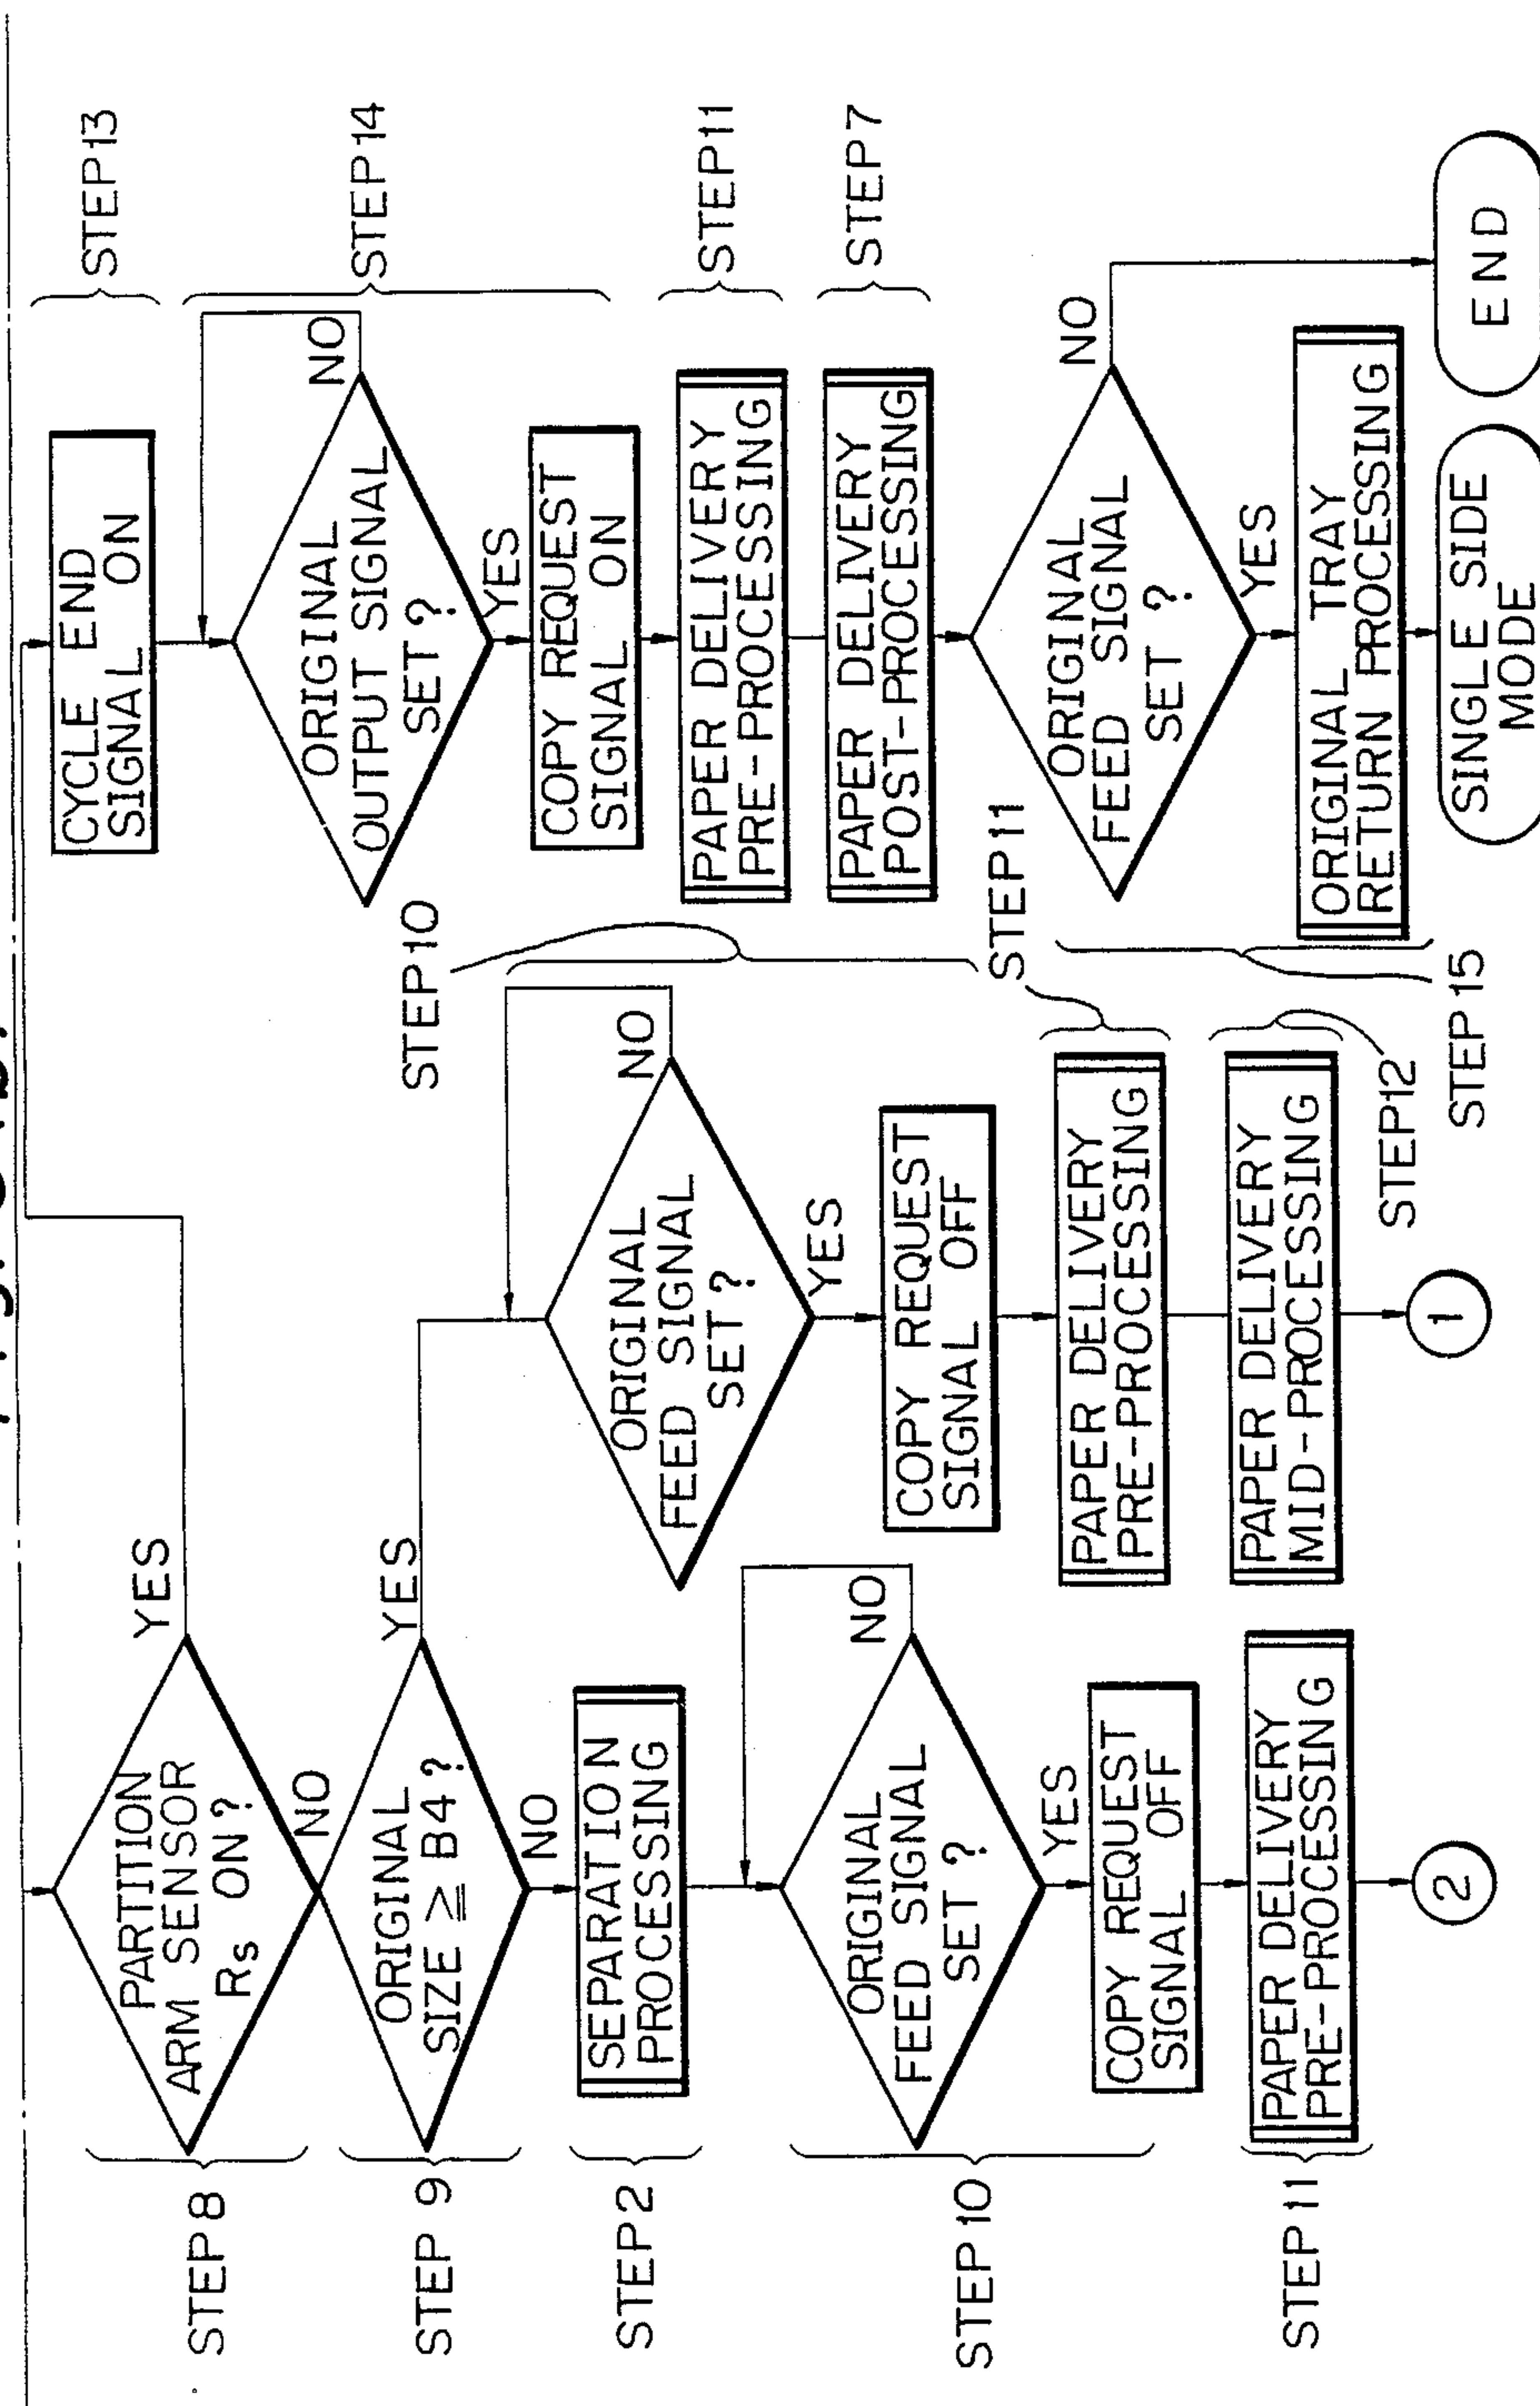 STEP 8
PARTITION
ARM SENSOR
Rs ON ?
YES
NO
STEP 9
ORIGINAL
SIZE ≧ B4 ?
YES
NO
STEP 2
SEPARATION
PROCESSING
STEP 10
ORIGINAL
FEED SIGNAL
SET ?
NO
YES
COPY REQUEST
SIGNAL OFF
STEP 11
PAPER DELIVERY
PRE-PROCESSING
2
STEP 10
ORIGINAL
FEED SIGNAL
SET ?
NO
YES
COPY REQUEST
SIGNAL OFF
STEP 11
PAPER DELIVERY
PRE-PROCESSING
STEP 12
PAPER DELIVERY
MID-PROCESSING
1
STEP 13
CYCLE END
SIGNAL ON
STEP 14
ORIGINAL
OUTPUT SIGNAL
SET ?
NO
YES
COPY REQUEST
SIGNAL ON
STEP 11
PAPER DELIVERY
PRE-PROCESSING
STEP 7
PAPER DELIVERY
POST-PROCESSING
STEP 15
ORIGINAL
FEED SIGNAL
SET ?
NO
YES
ORIGINAL TRAY
RETURN PROCESSING
SINGLE SIDE
MODE
END